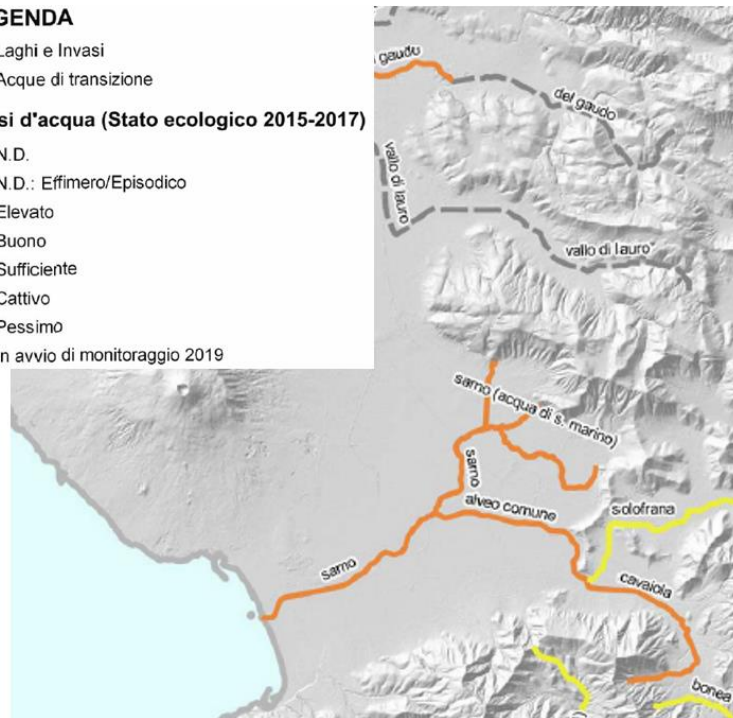 GENDA
Laghi e Invasi
Acque di transizione
si d'acqua (Stato ecologico 2015-2017)
N.D.
N.D.: Effimero/Episodico
Elevato
Buono
Sufficiente
Cattivo
Pessimo
n avvio di monitoraggio 2019
gaudo
del gaudo
vallo di lauro
vallo di lauro
sarno (acqua di s. marino)
sarno
alveo comune
solofrana
sarno
cavaiola
bonea